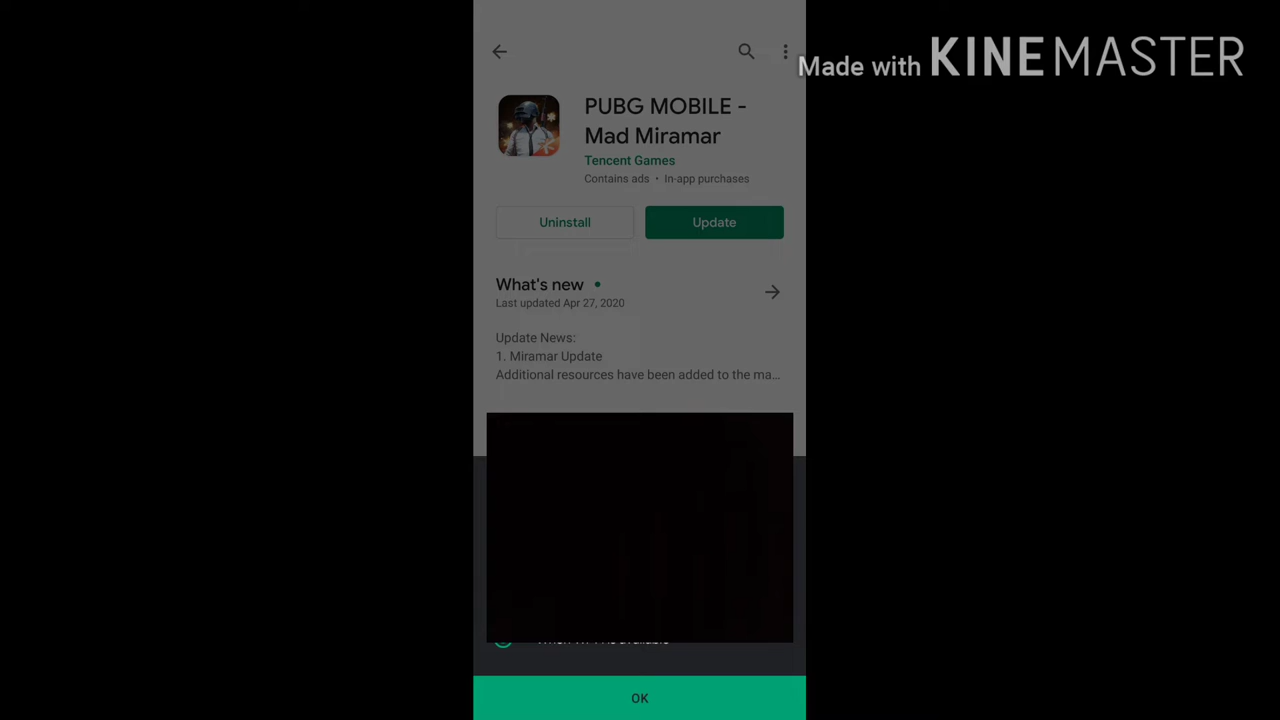 Made with KINEMASTER
PUBG MOBILE -
Mad Miramar
Tencent Games
Contains ads • In-app purchases
Uninstall
Update
What's new
Last updated Apr 27, 2020
Update News:
1. Miramar Update
Additional resources have been added to the ma...
OK